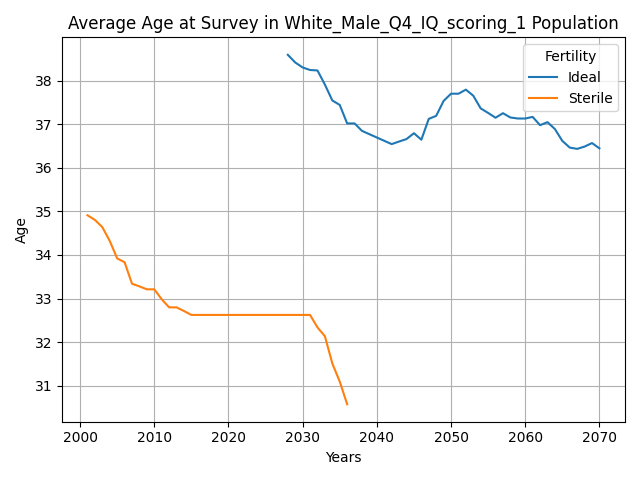 Average Age at Survey in White_Male_Q4_IQ_scoring_1 Population
Fertility
Ideal
Sterile
Age
38
37
36
35
34
33
32
31
2000 2010 2020 2030 2040 2050 2060 2070
Years